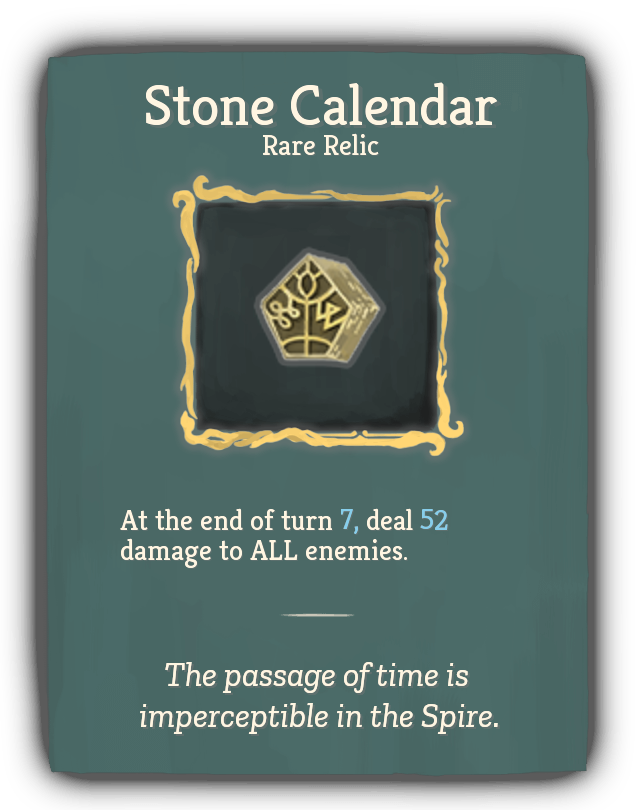 Stone Calendar
Rare Relic
At the end of turn 7, deal 52
damage to ALL enemies.
The passage of time is
imperceptible in the Spire.